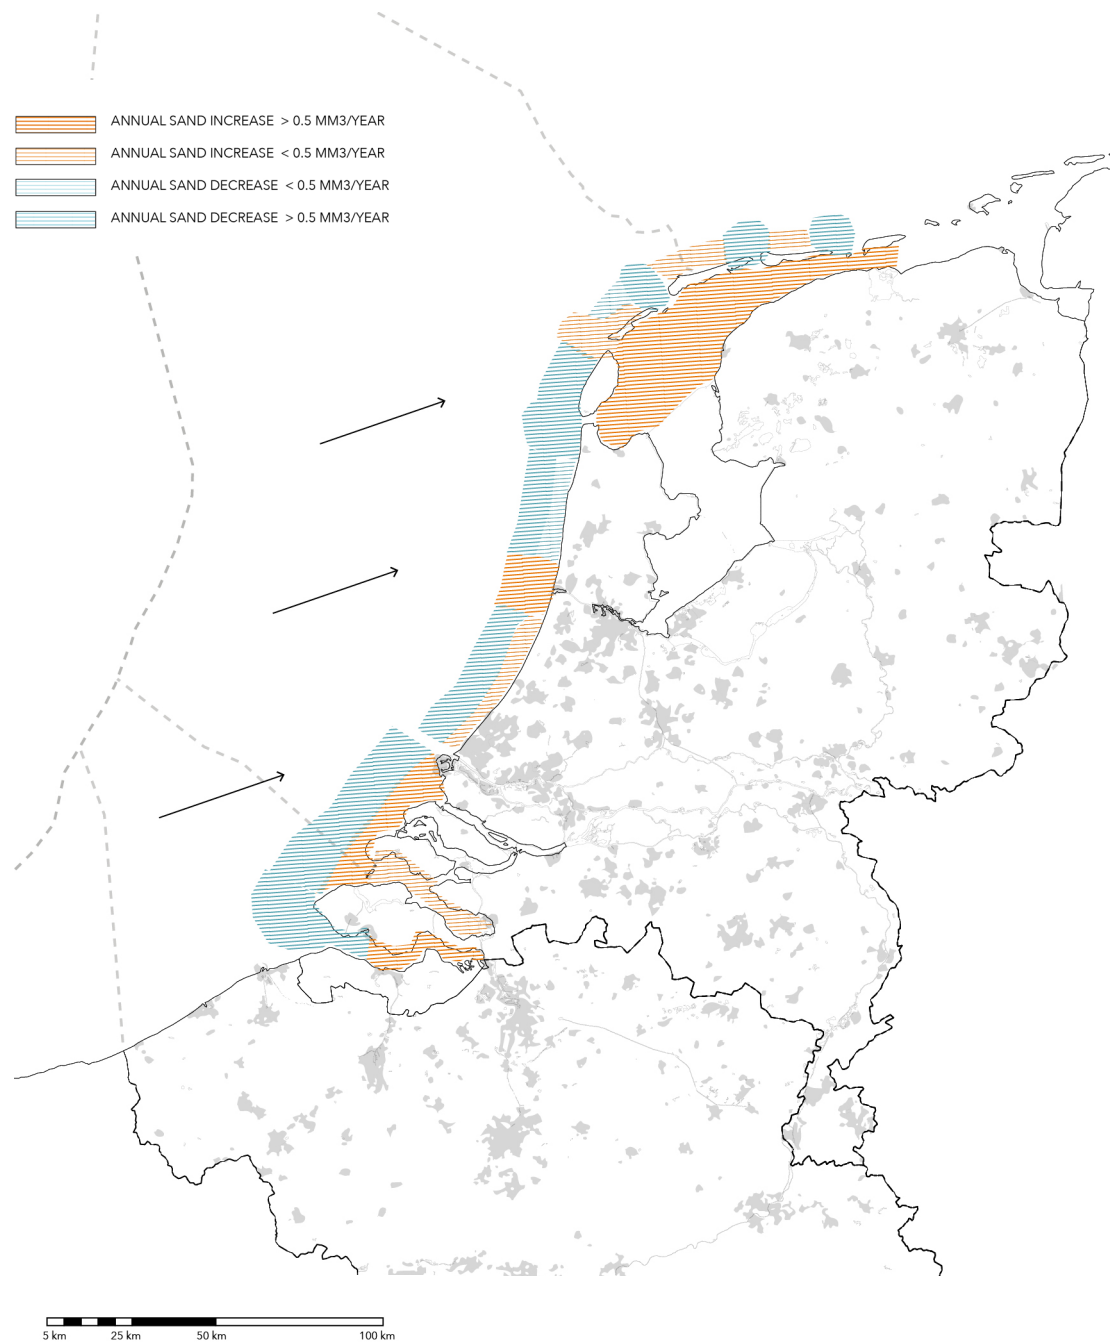 ANNUAL SAND INCREASE > 0.5 MM3/YEAR
ANNUAL SAND INCREASE < 0.5 MM3/YEAR
ANNUAL SAND DECREASE < 0.5 MM3/YEAR
ANNUAL SAND DECREASE > 0.5 MM3/YEAR
5 km 25 km 50 km 100 km